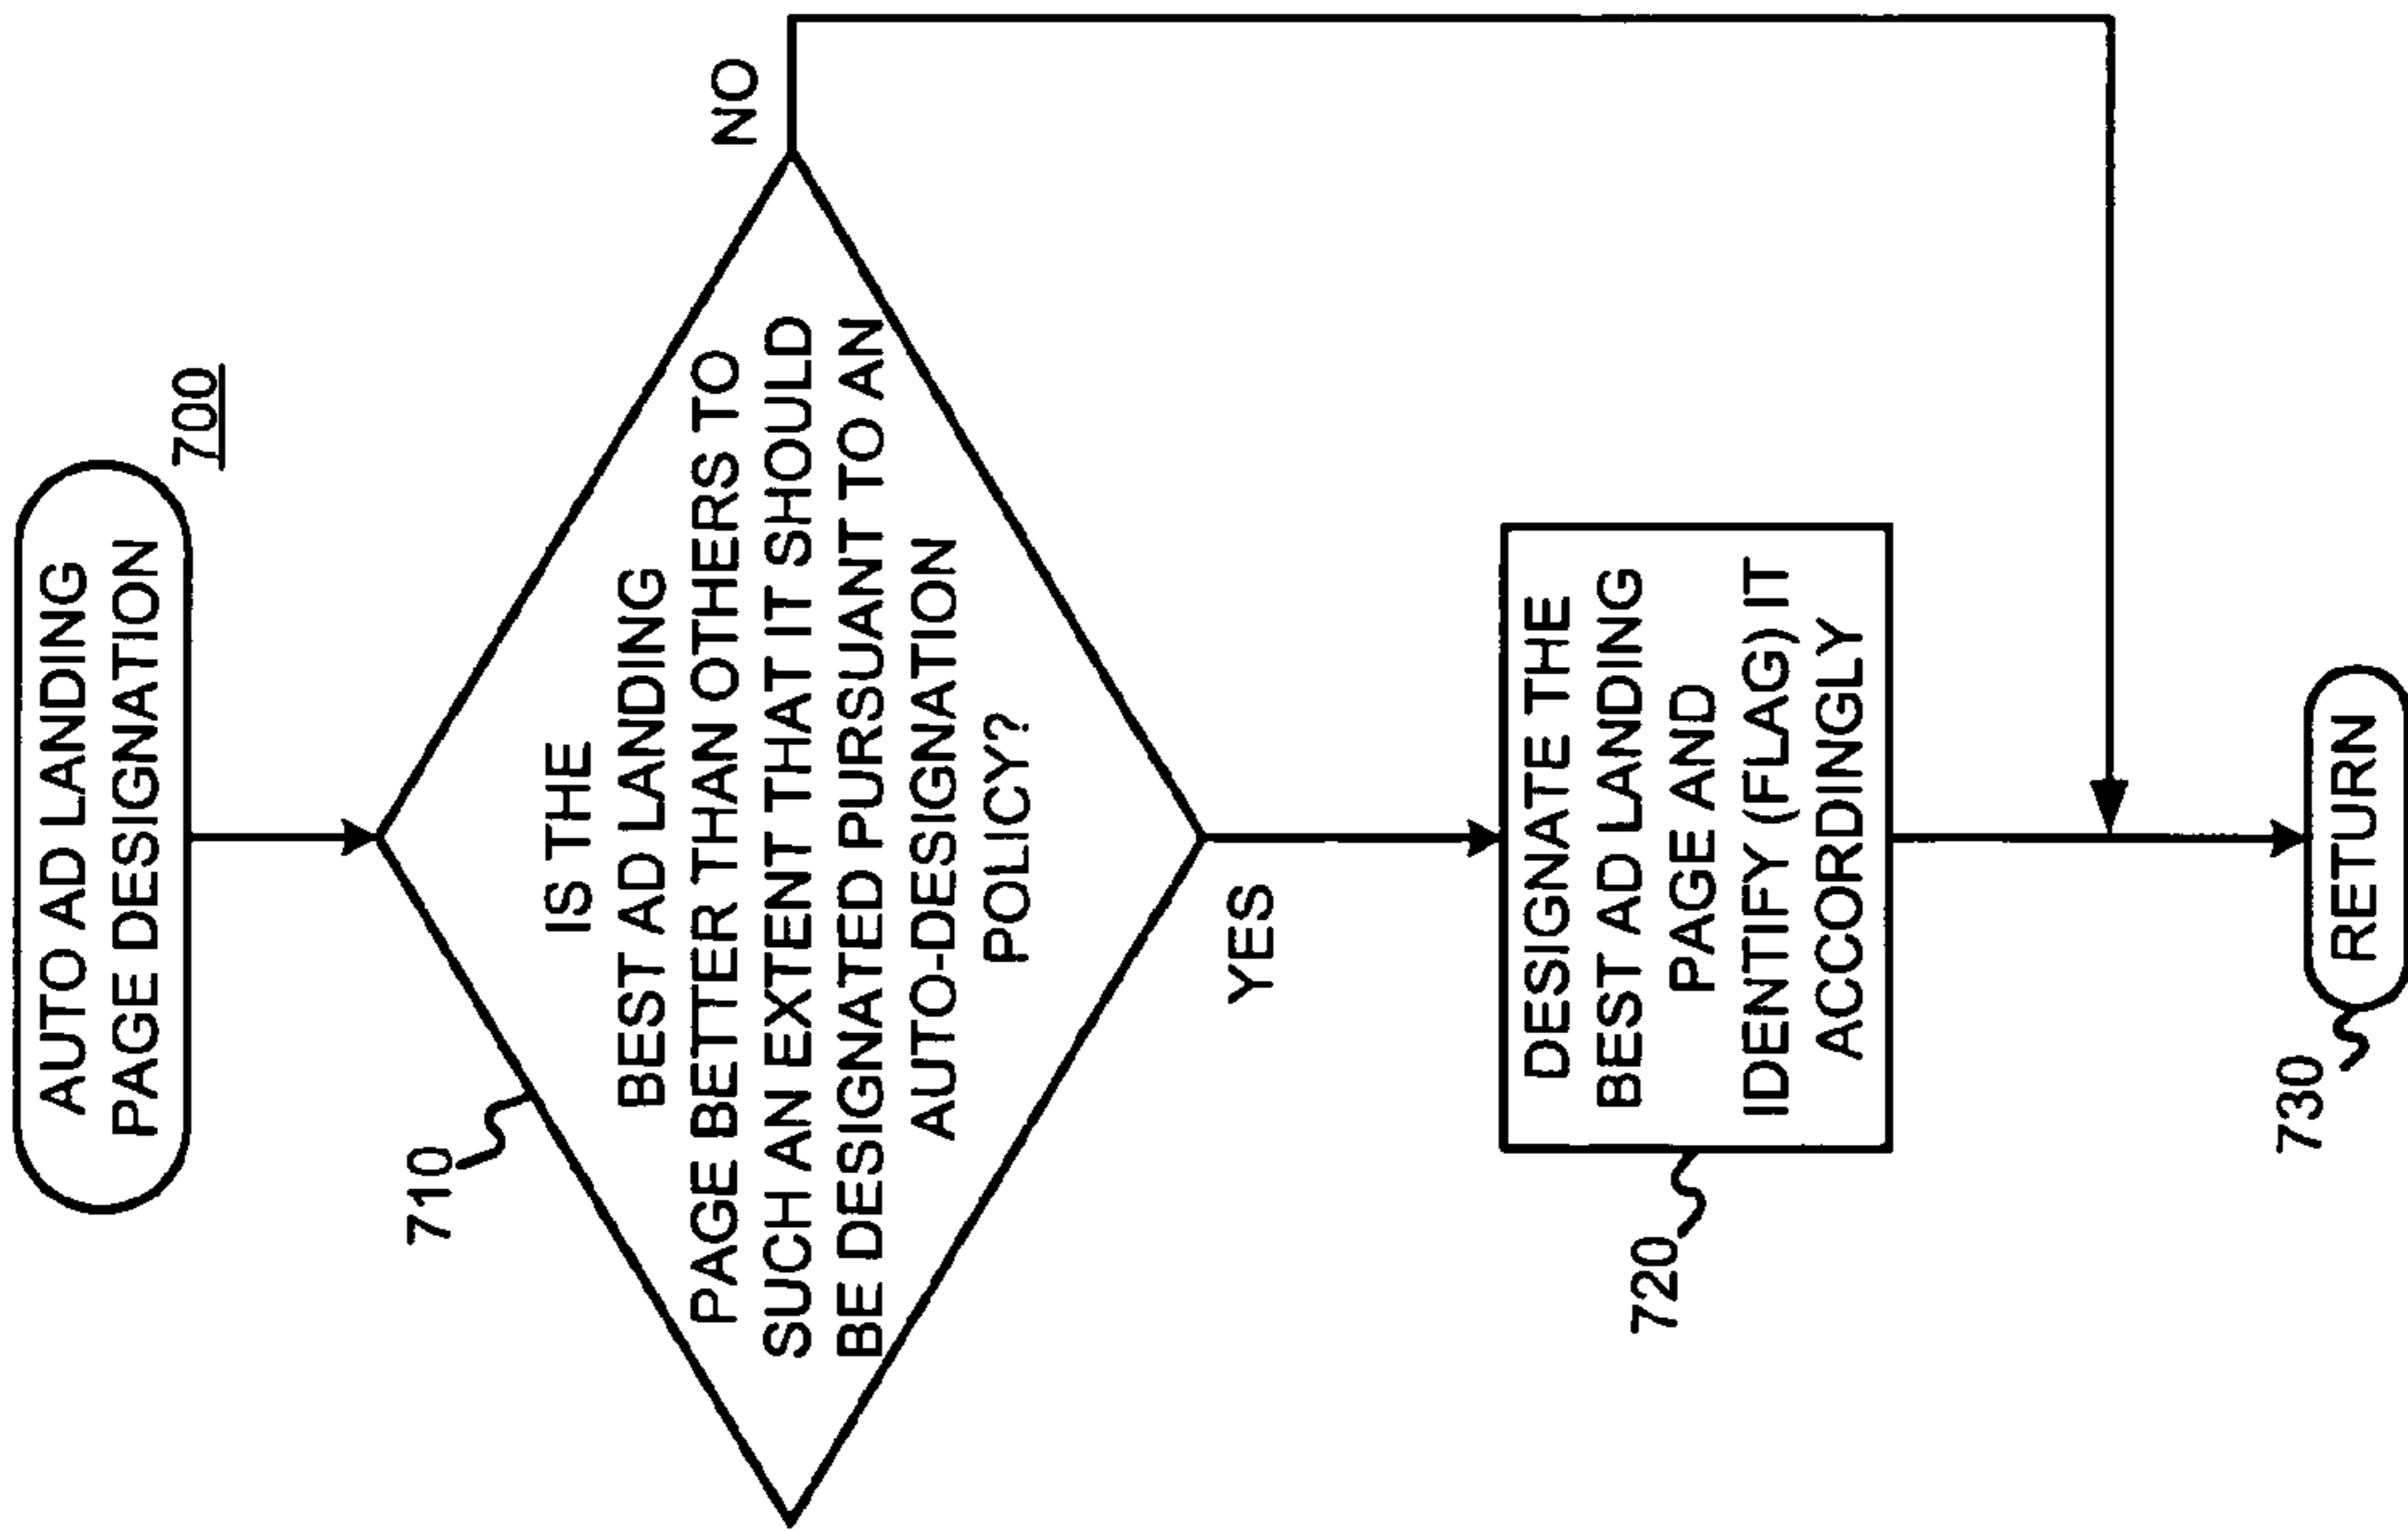 AUTO AD LANDING
PAGE DESIGNATION
700
710
IS THE
BEST AD LANDING
PAGE BETTER THAN OTHERS TO
SUCH AN EXTENT THAT IT SHOULD
BE DESIGNATED PURSUANT TO AN
AUTO-DESIGNATION
POLICY?
NO
YES
720
DESIGNATE THE
BEST AD LANDING
PAGE AND
IDENTIFY (FLAG) IT
ACCORDINGLY
730
RETURN